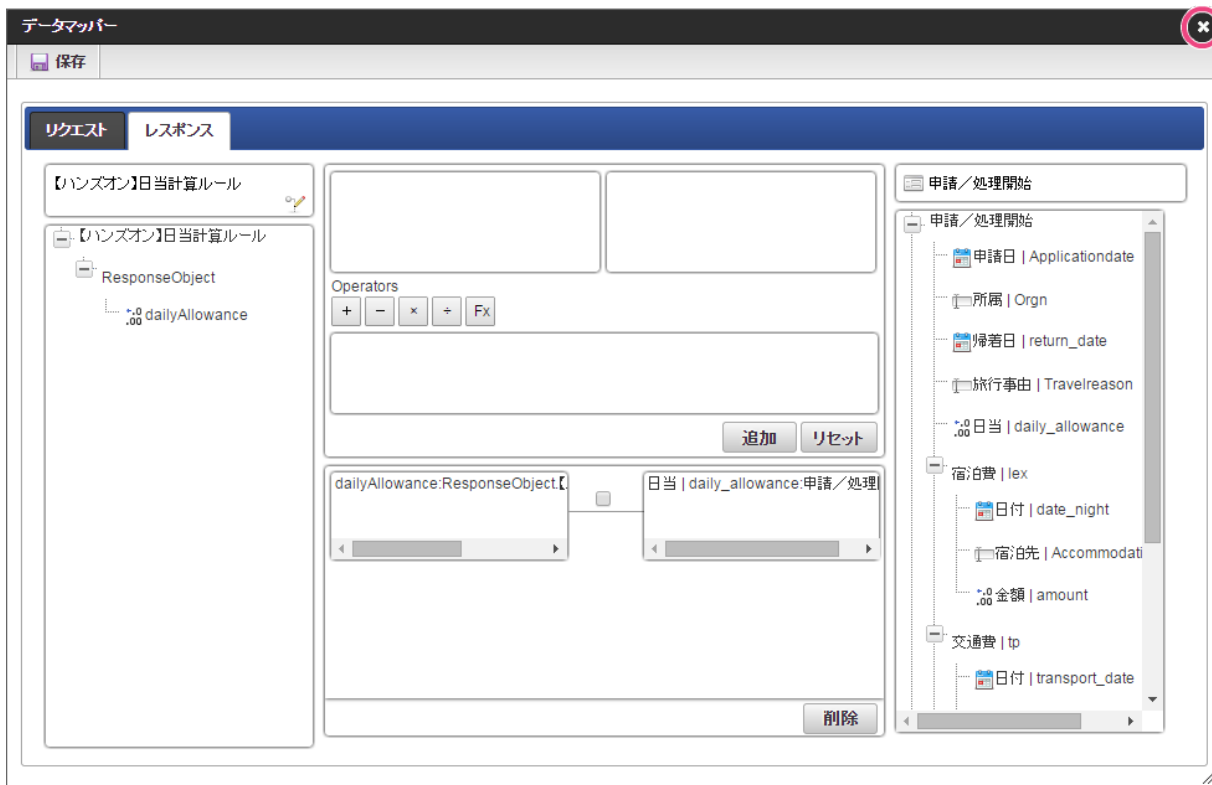 データマッパー
保存
リクエスト
レスポンス
【ハンズオン】日当計算ルール
【ハンズオン】日当計算ルール
ResponseObject
dailyAllowance
Operators
+ − × ÷ Fx
追加
リセット
dailyAllowance:ResponseObject.【.
日当 | daily_allowance:申請／処理
削除
申請／処理開始
申請／処理開始
申請日 | Applicationdate
所属 | Orgn
帰着日 | return_date
旅行事由 | Travelreason
日当 | daily_allowance
宿泊費 | lex
日付 | date_night
宿泊先 | Accommodati
金額 | amount
交通費 | tp
日付 | transport_date